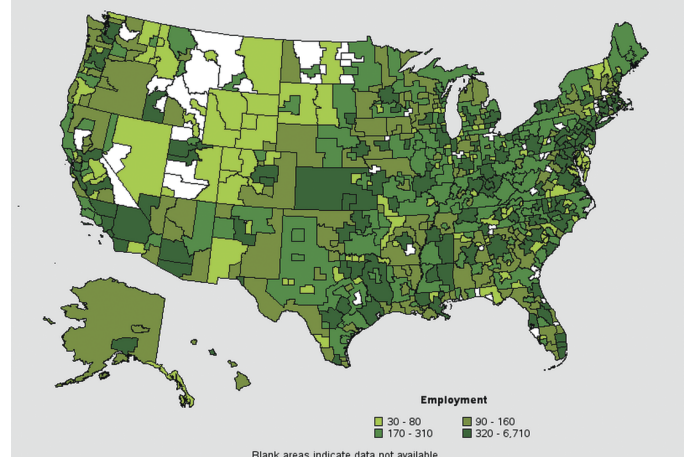 Employment
30 - 80
90 - 160
170 - 310
320 - 6,710
Blank areas indicate data not available.